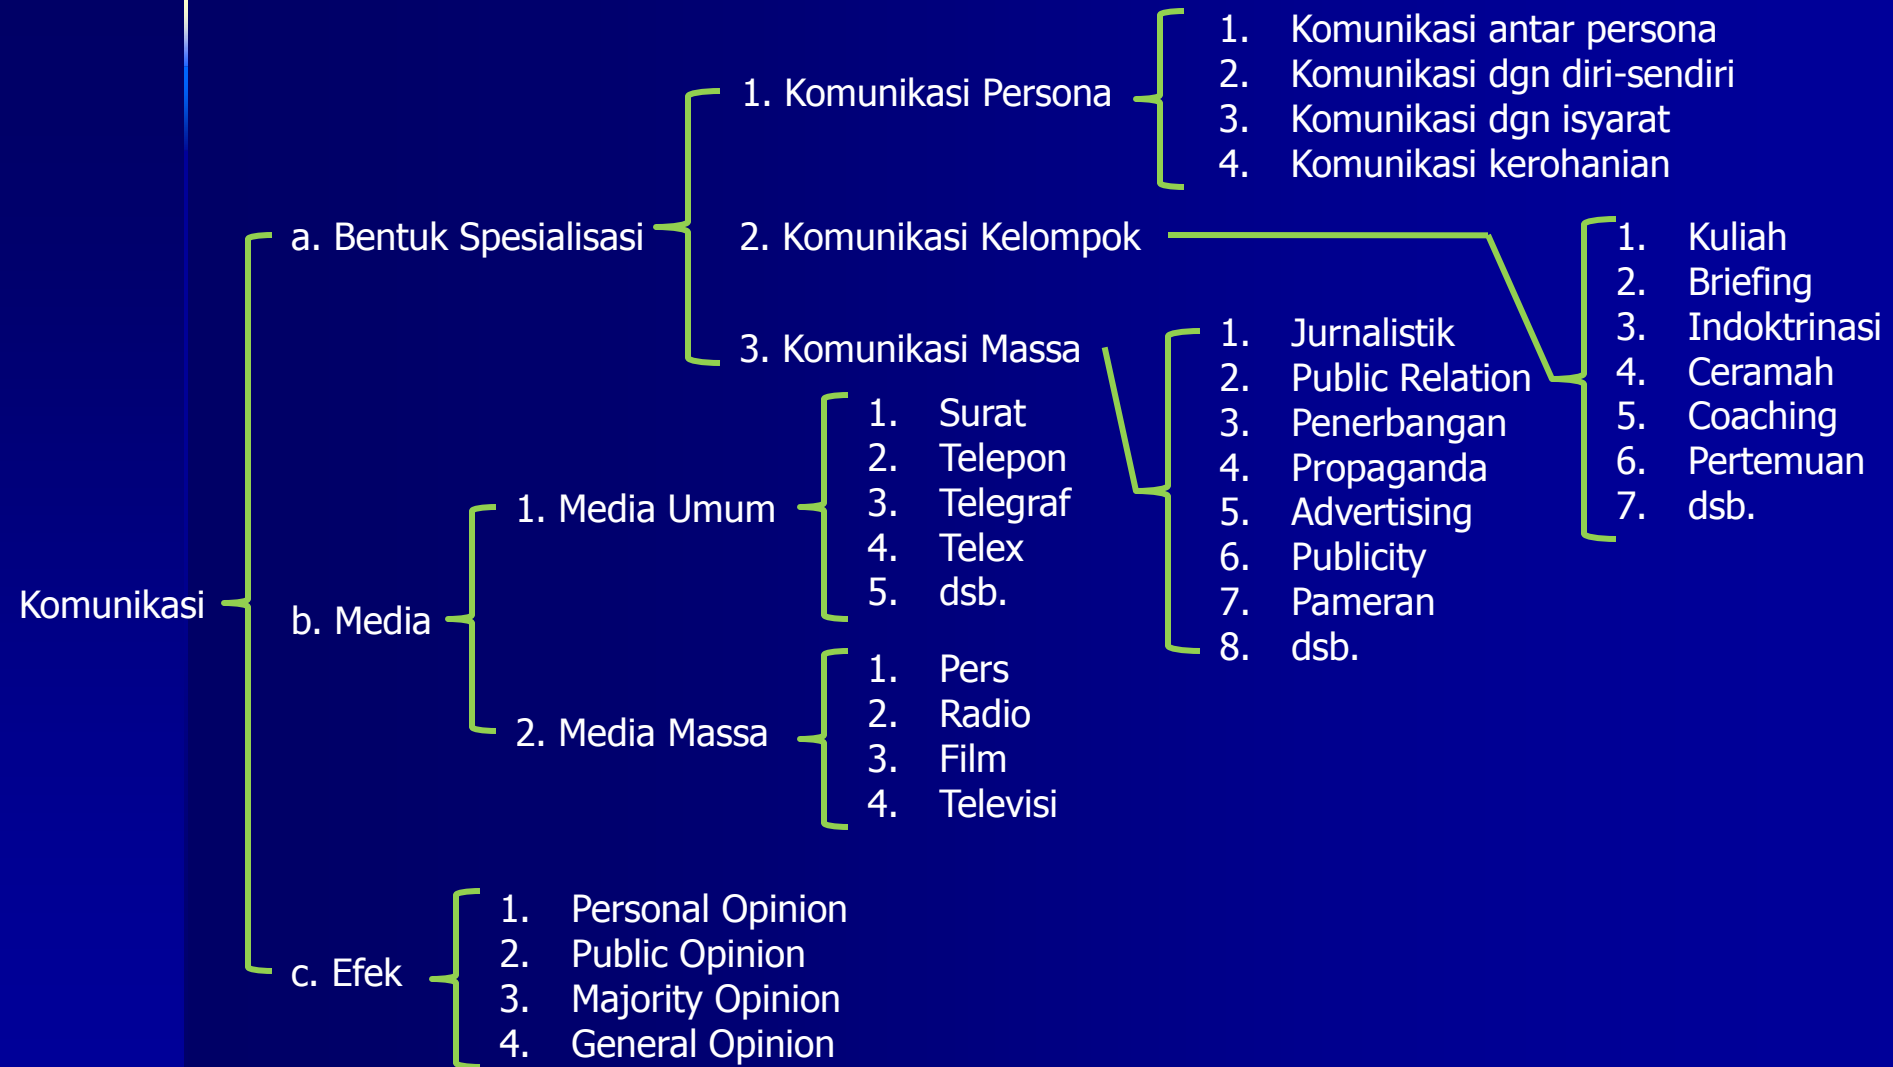 Komunikasi
a. Bentuk Spesialisasi
1. Komunikasi Persona
1. Komunikasi antar persona
2. Komunikasi dgn diri-sendiri
3. Komunikasi dgn isyarat
4. Komunikasi kerohanian
2. Komunikasi Kelompok
1. Kuliah
2. Briefing
3. Indoktrinasi
4. Ceramah
5. Coaching
6. Pertemuan
7. dsb.
3. Komunikasi Massa
1. Jurnalistik
2. Public Relation
3. Penerbangan
4. Propaganda
5. Advertising
6. Publicity
7. Pameran
8. dsb.
b. Media
1. Media Umum
1. Surat
2. Telepon
3. Telegraf
4. Telex
5. dsb.
2. Media Massa
1. Pers
2. Radio
3. Film
4. Televisi
c. Efek
1. Personal Opinion
2. Public Opinion
3. Majority Opinion
4. General Opinion